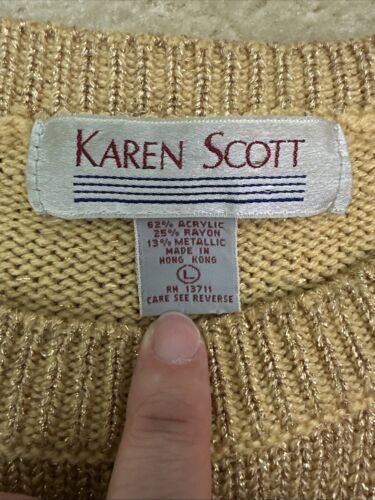 KAREN SCOTT
62% ACRYLIC
25% RAYON
13% METALLIC
MADE IN
HONG KONG
L
RN 13711
CARE SEE REVERSE